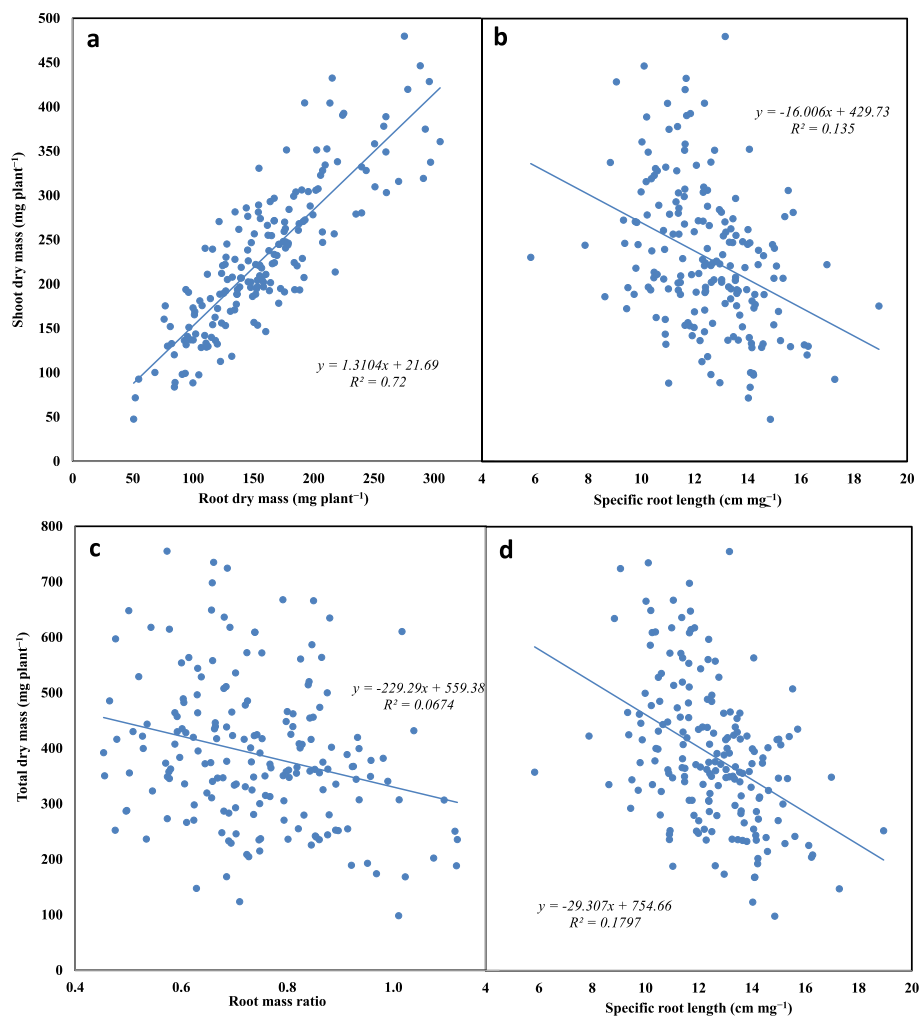 a
b
500
450
400
350
300
250
200
150
100
50
0
Shoot dry mass (mg plant⁻¹)
y = 1.3104x + 21.69
R² = 0.72
y = -16.006x + 429.73
R² = 0.135
0 50 100 150 200 250 300
Root dry mass (mg plant⁻¹)
4 6 8 10 12 14 16 18 20
Specific root length (cm mg⁻¹)
c
d
800
700
600
500
400
300
200
100
0
Total dry mass (mg plant⁻¹)
y = -229.29x + 559.38
R² = 0.0674
y = -29.307x + 754.66
R² = 0.1797
0.4 0.6 0.8 1.0
Root mass ratio
4 6 8 10 12 14 16 18 20
Specific root length (cm mg⁻¹)